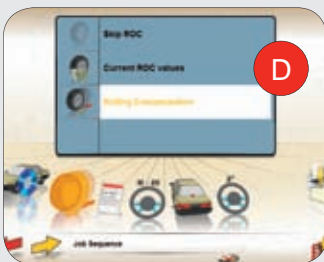 Skip ROC
Current ROC values
Rolling Compensation
D
Job Sequence